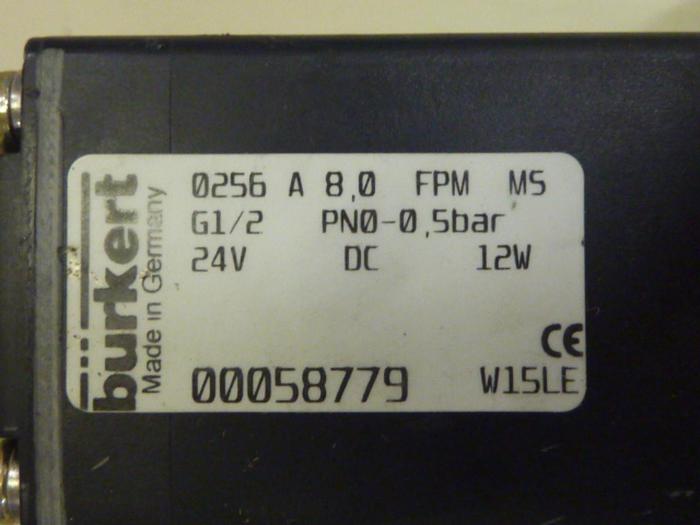 bürkert
Made in Germany
0256 A 8,0 FPM MS
G1/2 PN0-0,5bar
24V DC 12W
CE
00058779 W15LE